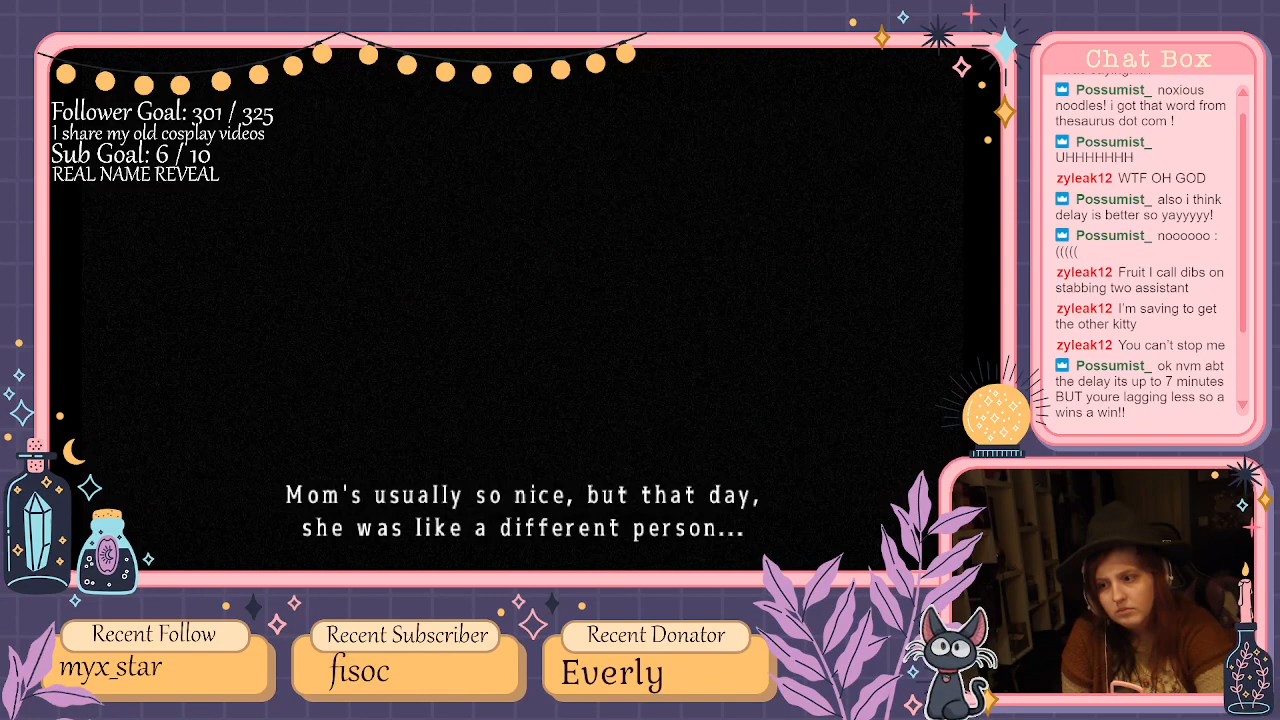 Follower Goal: 301 / 325
I share my old cosplay videos
Sub Goal: 6 / 10
REAL NAME REVEAL
Mom's usually so nice, but that day,
she was like a different person...
Chat Box
Possumist_ noxious
noodles! i got that word from
thesaurus dot com !
Possumist_
UHHHHHHH
zyleak12 WTF OH GOD
Possumist_ also i think
delay is better so yayyyyy!
Possumist_ noooooo :
(((((
zyleak12 Fruit I call dibs on
stabbing two assistant
zyleak12 I'm saving to get
the other kitty
zyleak12 You can't stop me
Possumist_ ok nvm abt
the delay its up to 7 minutes
BUT youre lagging less so a
wins a win!!
Recent Follow
myx_star
Recent Subscriber
fisoc
Recent Donator
Everly